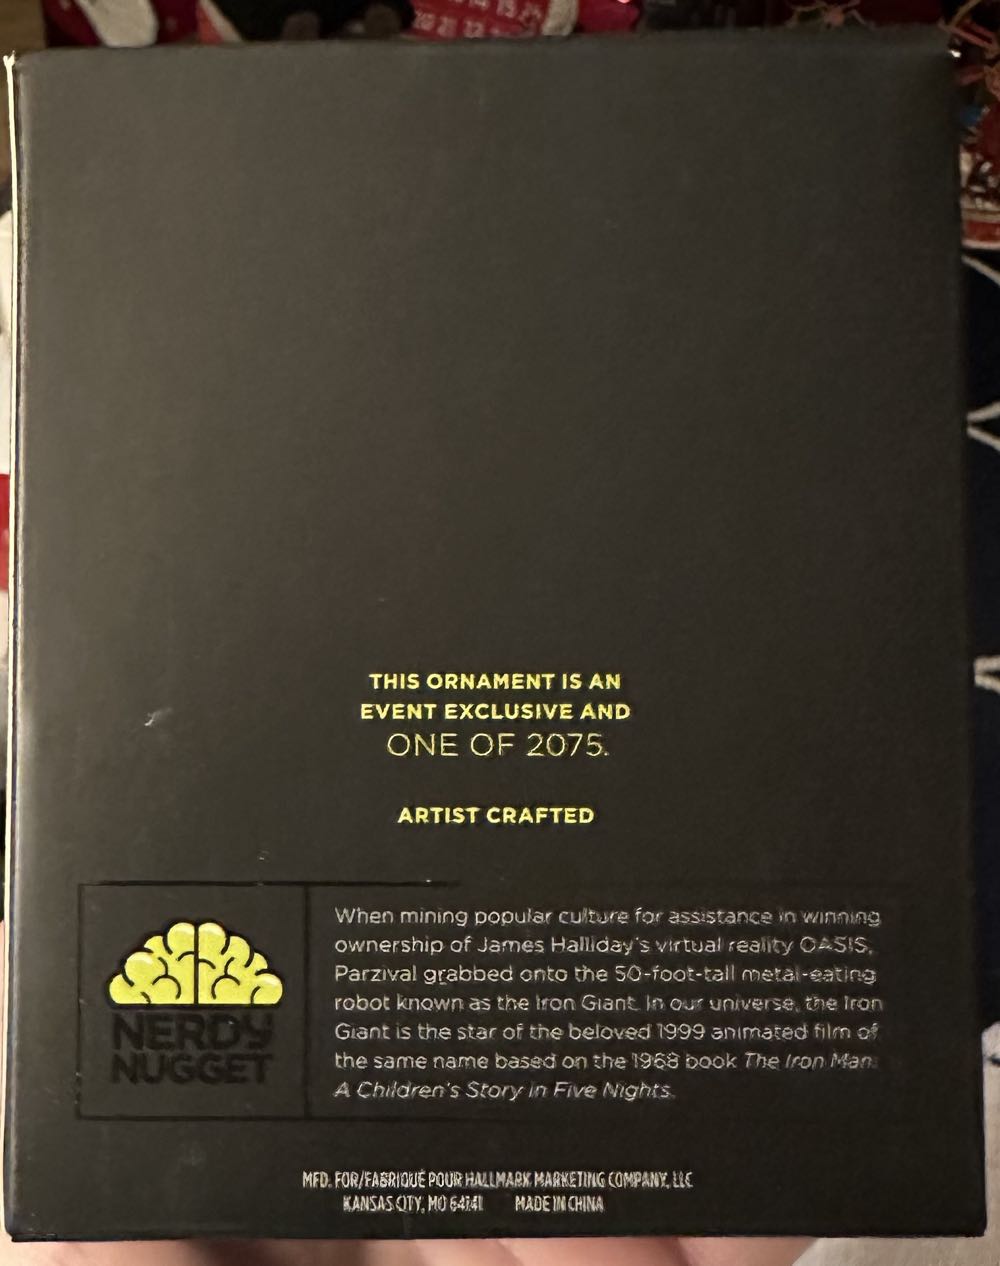 THIS ORNAMENT IS AN
EVENT EXCLUSIVE AND
ONE OF 2075.
ARTIST CRAFTED
NERDY
NUGGET
When mining popular culture for assistance in winning
ownership of James Halliday's virtual reality OASIS,
Parzival grabbed onto the 50-foot-tall metal-eating
robot known as the Iron Giant. In our universe, the Iron
Giant is the star of the beloved 1999 animated film of
the same name based on the 1968 book The Iron Man:
A Children's Story in Five Nights.
MFD. FOR/FABRIQUÉ POUR HALLMARK MARKETING COMPANY, LLC
KANSAS CITY, MO 64141 MADE IN CHINA